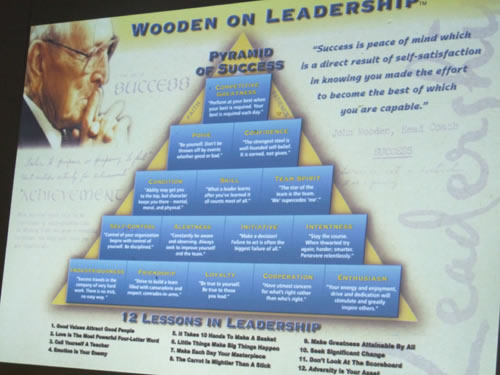 WOODEN ON LEADERSHIP™
PYRAMID
OF SUCCESS
"Success is peace of mind which
is a direct result of self-satisfaction
in knowing you made the effort
to become the best of which
you are capable."
John Wooden, Head Coach
SUCCESS
SUCCESS
ACHIEVEMENT
COMPETITIVE
GREATNESS
"Perform at your best when
your best is required. Your
best is required each day."
POISE
"Be yourself. Don't be
thrown off by events
whether good or bad."
CONFIDENCE
"The strongest steel is
well-founded self-belief.
It is earned, not given."
CONDITION
"Ability may get you
to the top, but character
keeps you there - mental,
moral, and physical."
SKILL
"What a leader learns
after you've learned it
all counts most of all."
TEAM SPIRIT
"The star of the
team is the team.
'We' supercedes 'me'."
SELF-CONTROL
"Control of your organization
begins with control of
yourself. Be disciplined."
ALERTNESS
"Constantly be aware
and observing. Always
seek to improve yourself
and the team."
INITIATIVE
"Make a decision!
Failure to act is often the
biggest failure of all."
INTENTNESS
"Stay the course.
When thwarted try
again; harder; smarter.
Persevere relentlessly."
INDUSTRIOUSNESS
"Success travels in the
company of very hard
work. There is no trick,
no easy way."
FRIENDSHIP
"Strive to build a team
filled with camaraderie and
respect: comrades-in-arms."
LOYALTY
"Be true to yourself.
Be true to those
you lead."
COOPERATION
"Have utmost concern
for what's right rather
than who's right."
ENTHUSIASM
"Your energy and enjoyment,
drive and dedication will
stimulate and greatly
inspire others."
12 LESSONS IN LEADERSHIP
1. Good Values Attract Good People
2. Love Is The Most Powerful Four-Letter Word
3. Call Yourself A Teacher
4. Emotion Is Your Enemy
5. It Takes 10 Hands To Make A Basket
6. Little Things Make Big Things Happen
7. Make Each Day Your Masterpiece
8. The Carrot Is Mightier Than A Stick
9. Make Greatness Attainable By All
10. Seek Significant Change
11. Don't Look At The Scoreboard
12. Adversity Is Your Asset